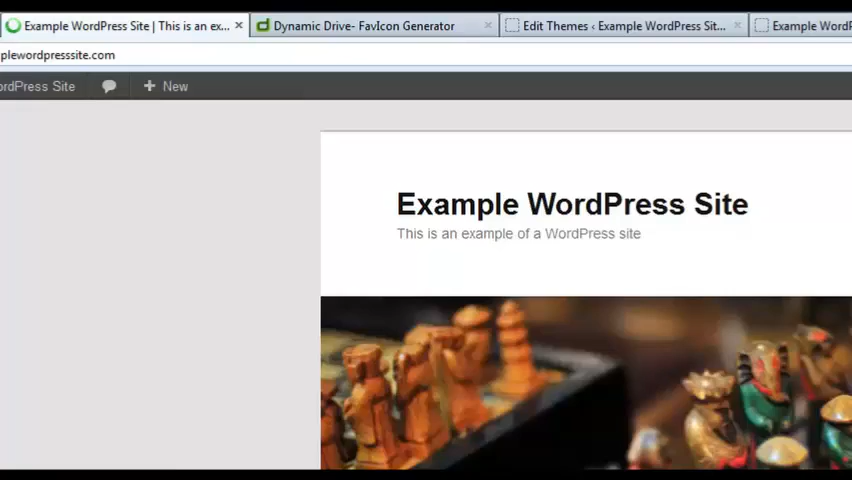 Example WordPress Site | This is an ex... × Dynamic Drive- FavIcon Generator × Edit Themes ‹ Example WordPress Sit... × Example WordP
plewordpresssite.com
ordPress Site New
Example WordPress Site
This is an example of a WordPress site